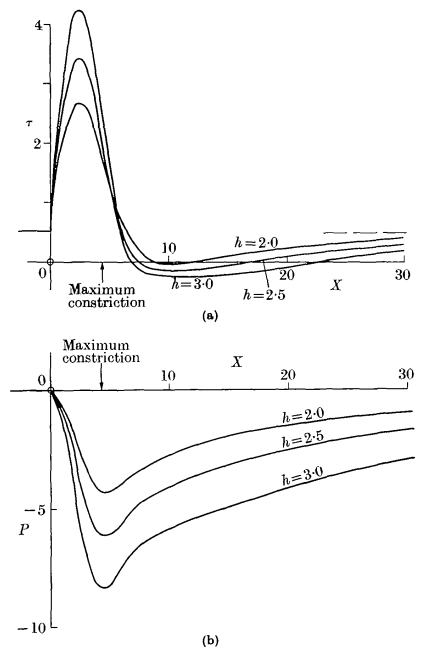 4
τ
2
h=2·0
10
0
20
30
h=3·0
X
Maximum
constriction
h=2·5
(a)
Maximum
constriction
X
0
10
20
30
h=2·0
h=2·5
h=3·0
−5
P
−10
(b)